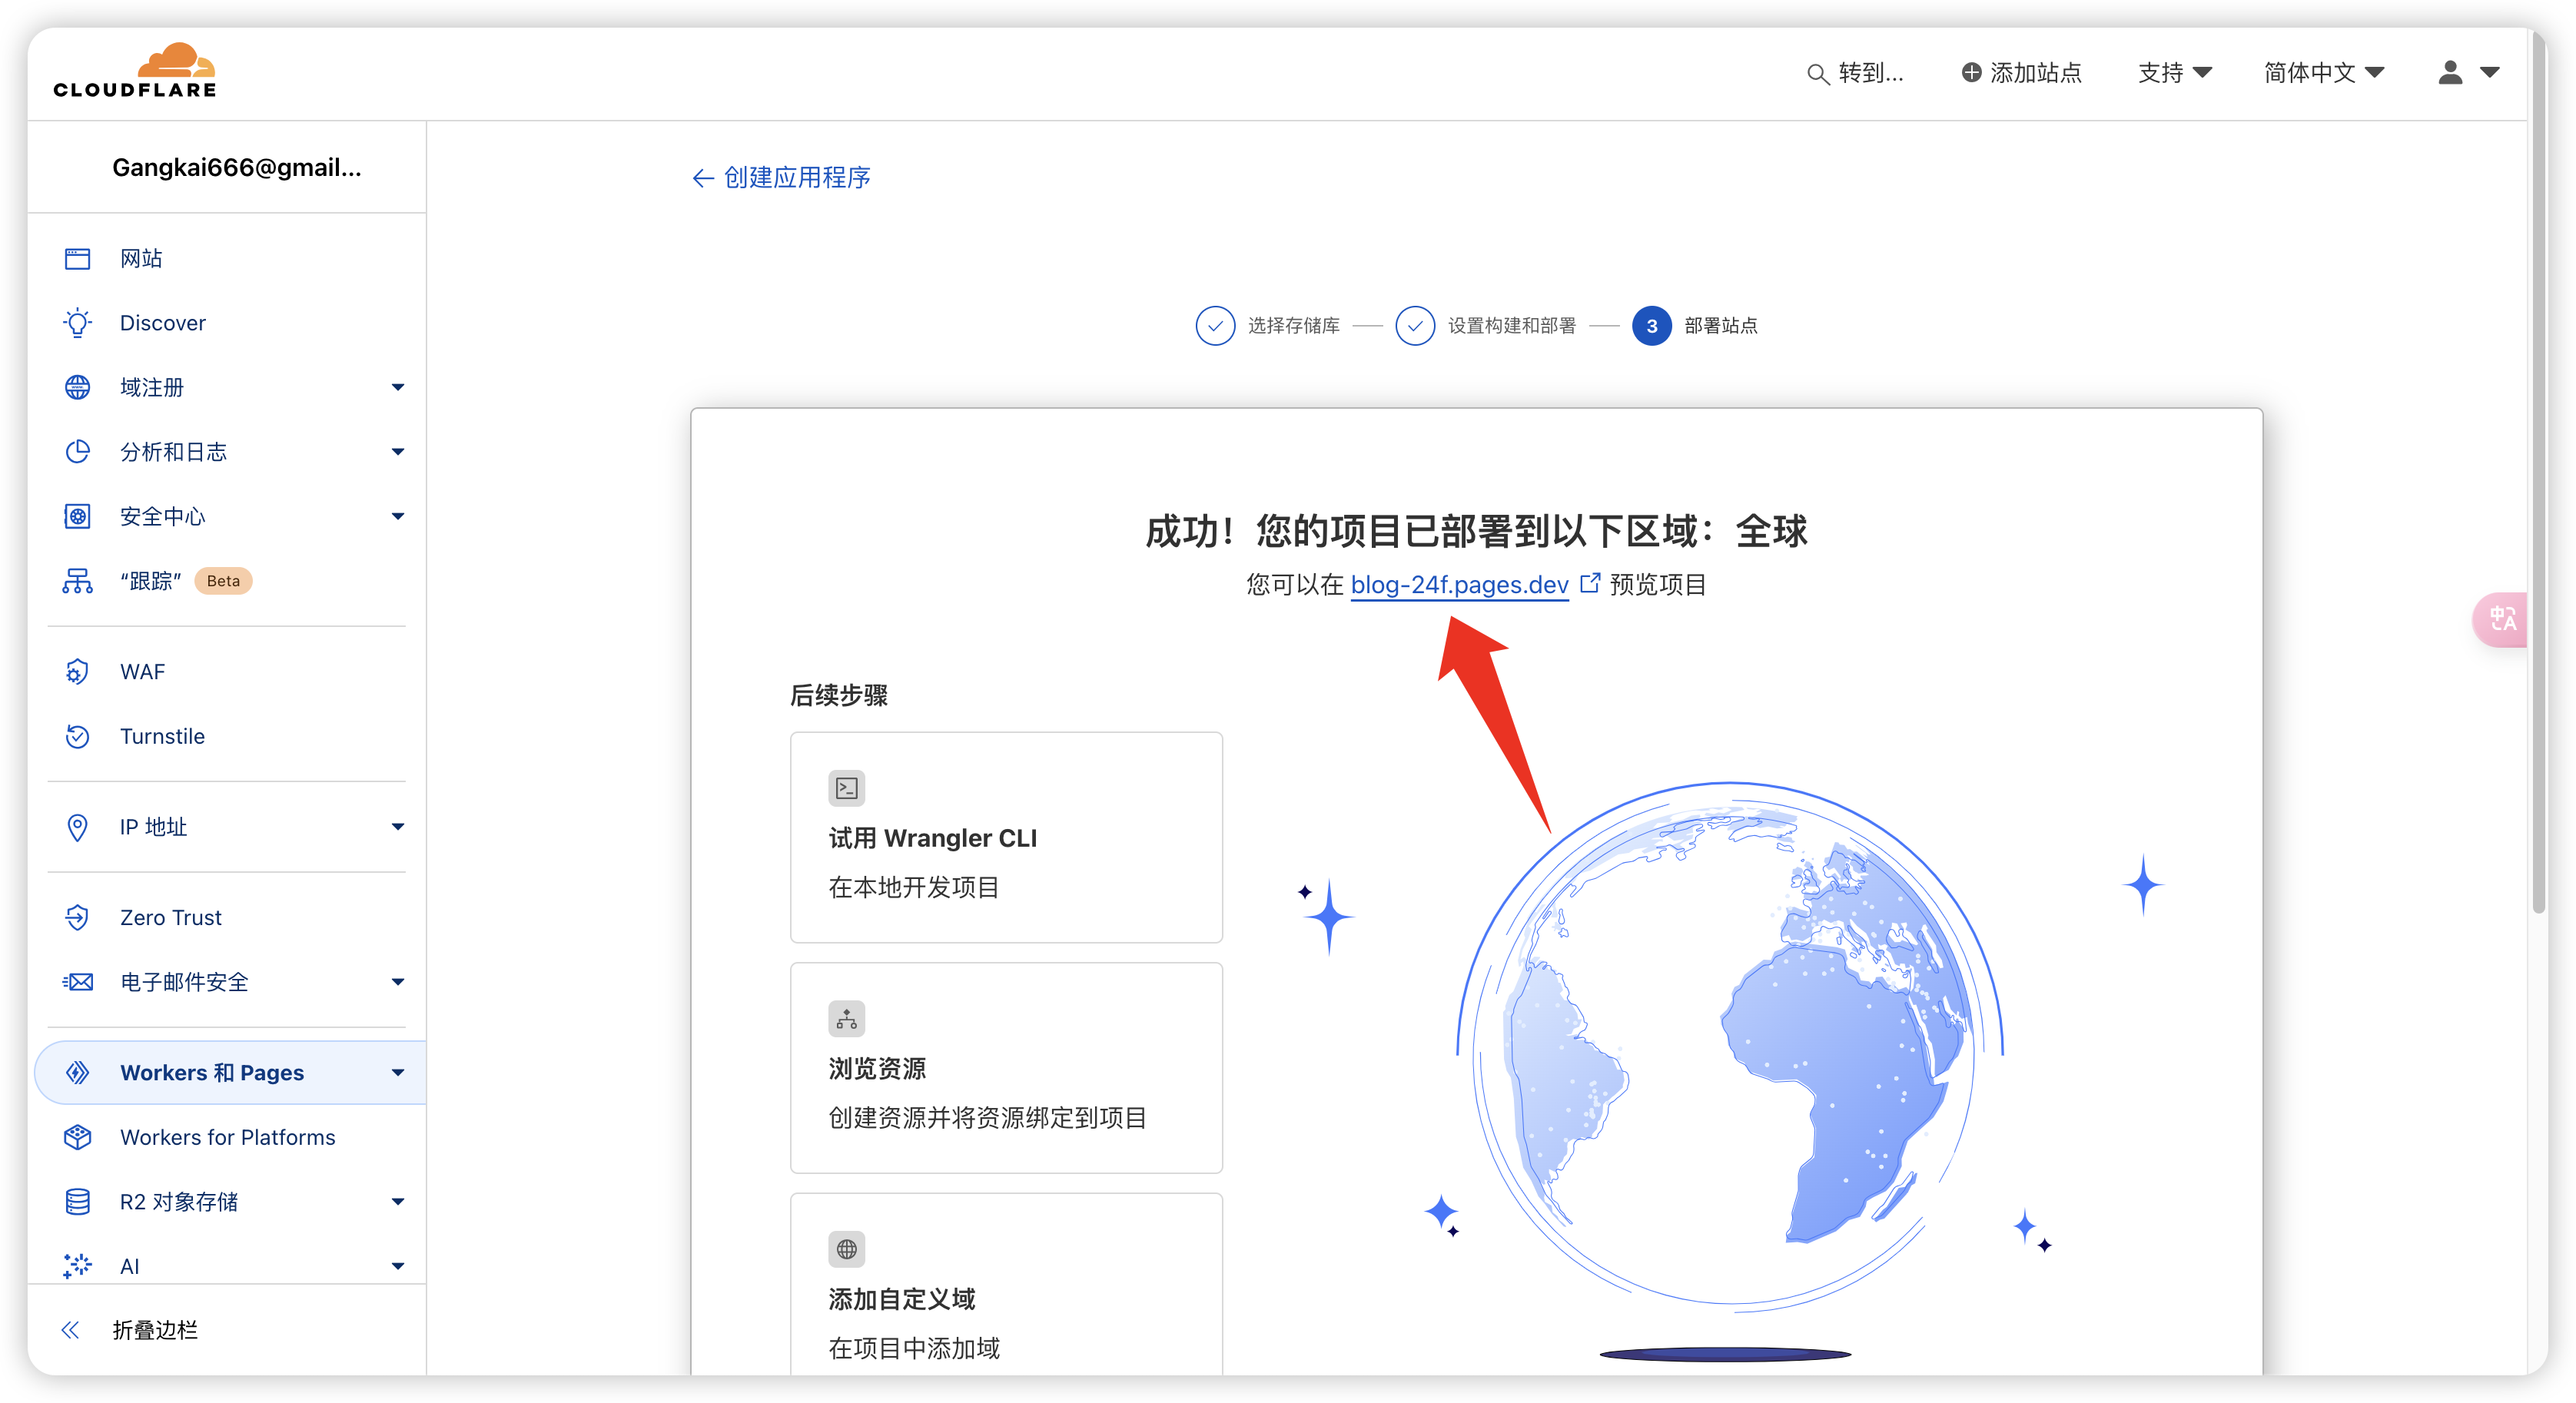 CLOUDFLARE
转到...
添加站点
支持
简体中文
Gangkai666@gmail...
网站
Discover
域注册
分析和日志
安全中心
“跟踪” Beta
WAF
Turnstile
IP 地址
Zero Trust
电子邮件安全
Workers 和 Pages
Workers for Platforms
R2 对象存储
AI
折叠边栏
创建应用程序
选择存储库
设置构建和部署
3 部署站点
成功！您的项目已部署到以下区域：全球
您可以在 blog-24f.pages.dev 预览项目
后续步骤
试用 Wrangler CLI
在本地开发项目
浏览资源
创建资源并将资源绑定到项目
添加自定义域
在项目中添加域
中A